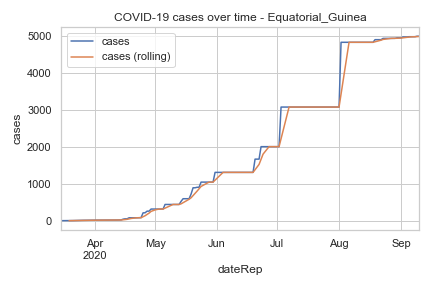 COVID-19 cases over time - Equatorial_Guinea
cases
cases (rolling)
5000
4000
3000
2000
1000
0
cases
Apr
2020
May
Jun
Jul
Aug
Sep
dateRep